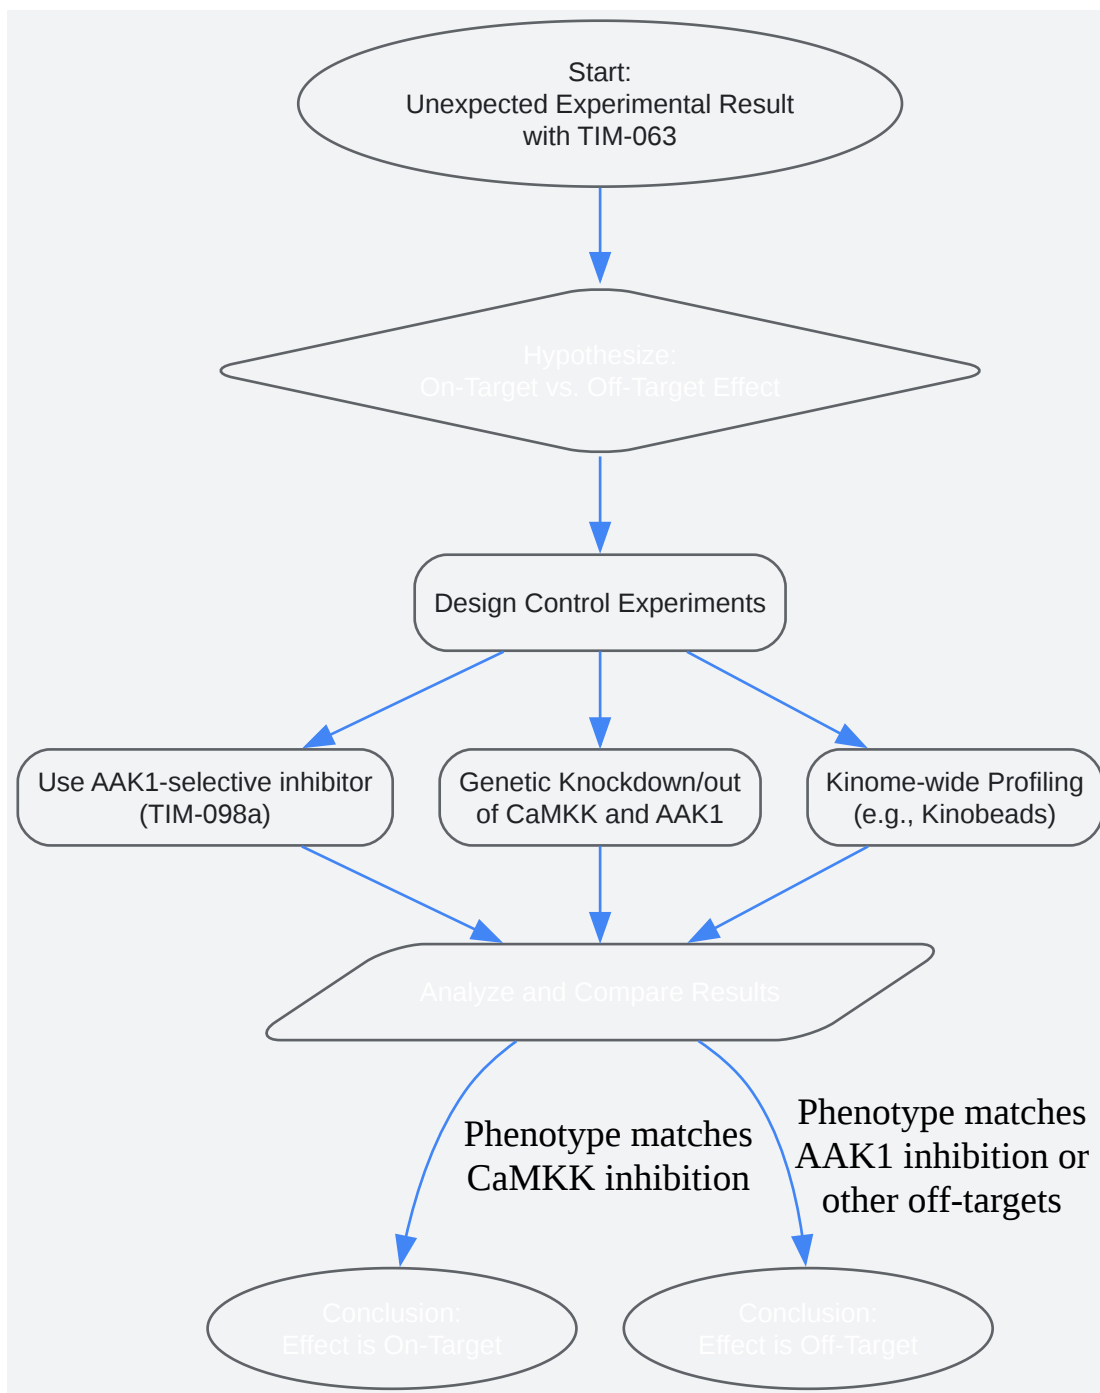 Start:
Unexpected Experimental Result
with TIM-063
Hypothesize:
On-Target vs. Off-Target Effect
Design Control Experiments
Use AAK1-selective inhibitor
(TIM-098a)
Genetic Knockdown/out
of CaMKK and AAK1
Kinome-wide Profiling
(e.g., Kinobeads)
Analyze and Compare Results
Phenotype matches
CaMKK inhibition
Phenotype matches
AAK1 inhibition or
other off-targets
Conclusion:
Effect is On-Target
Conclusion:
Effect is Off-Target